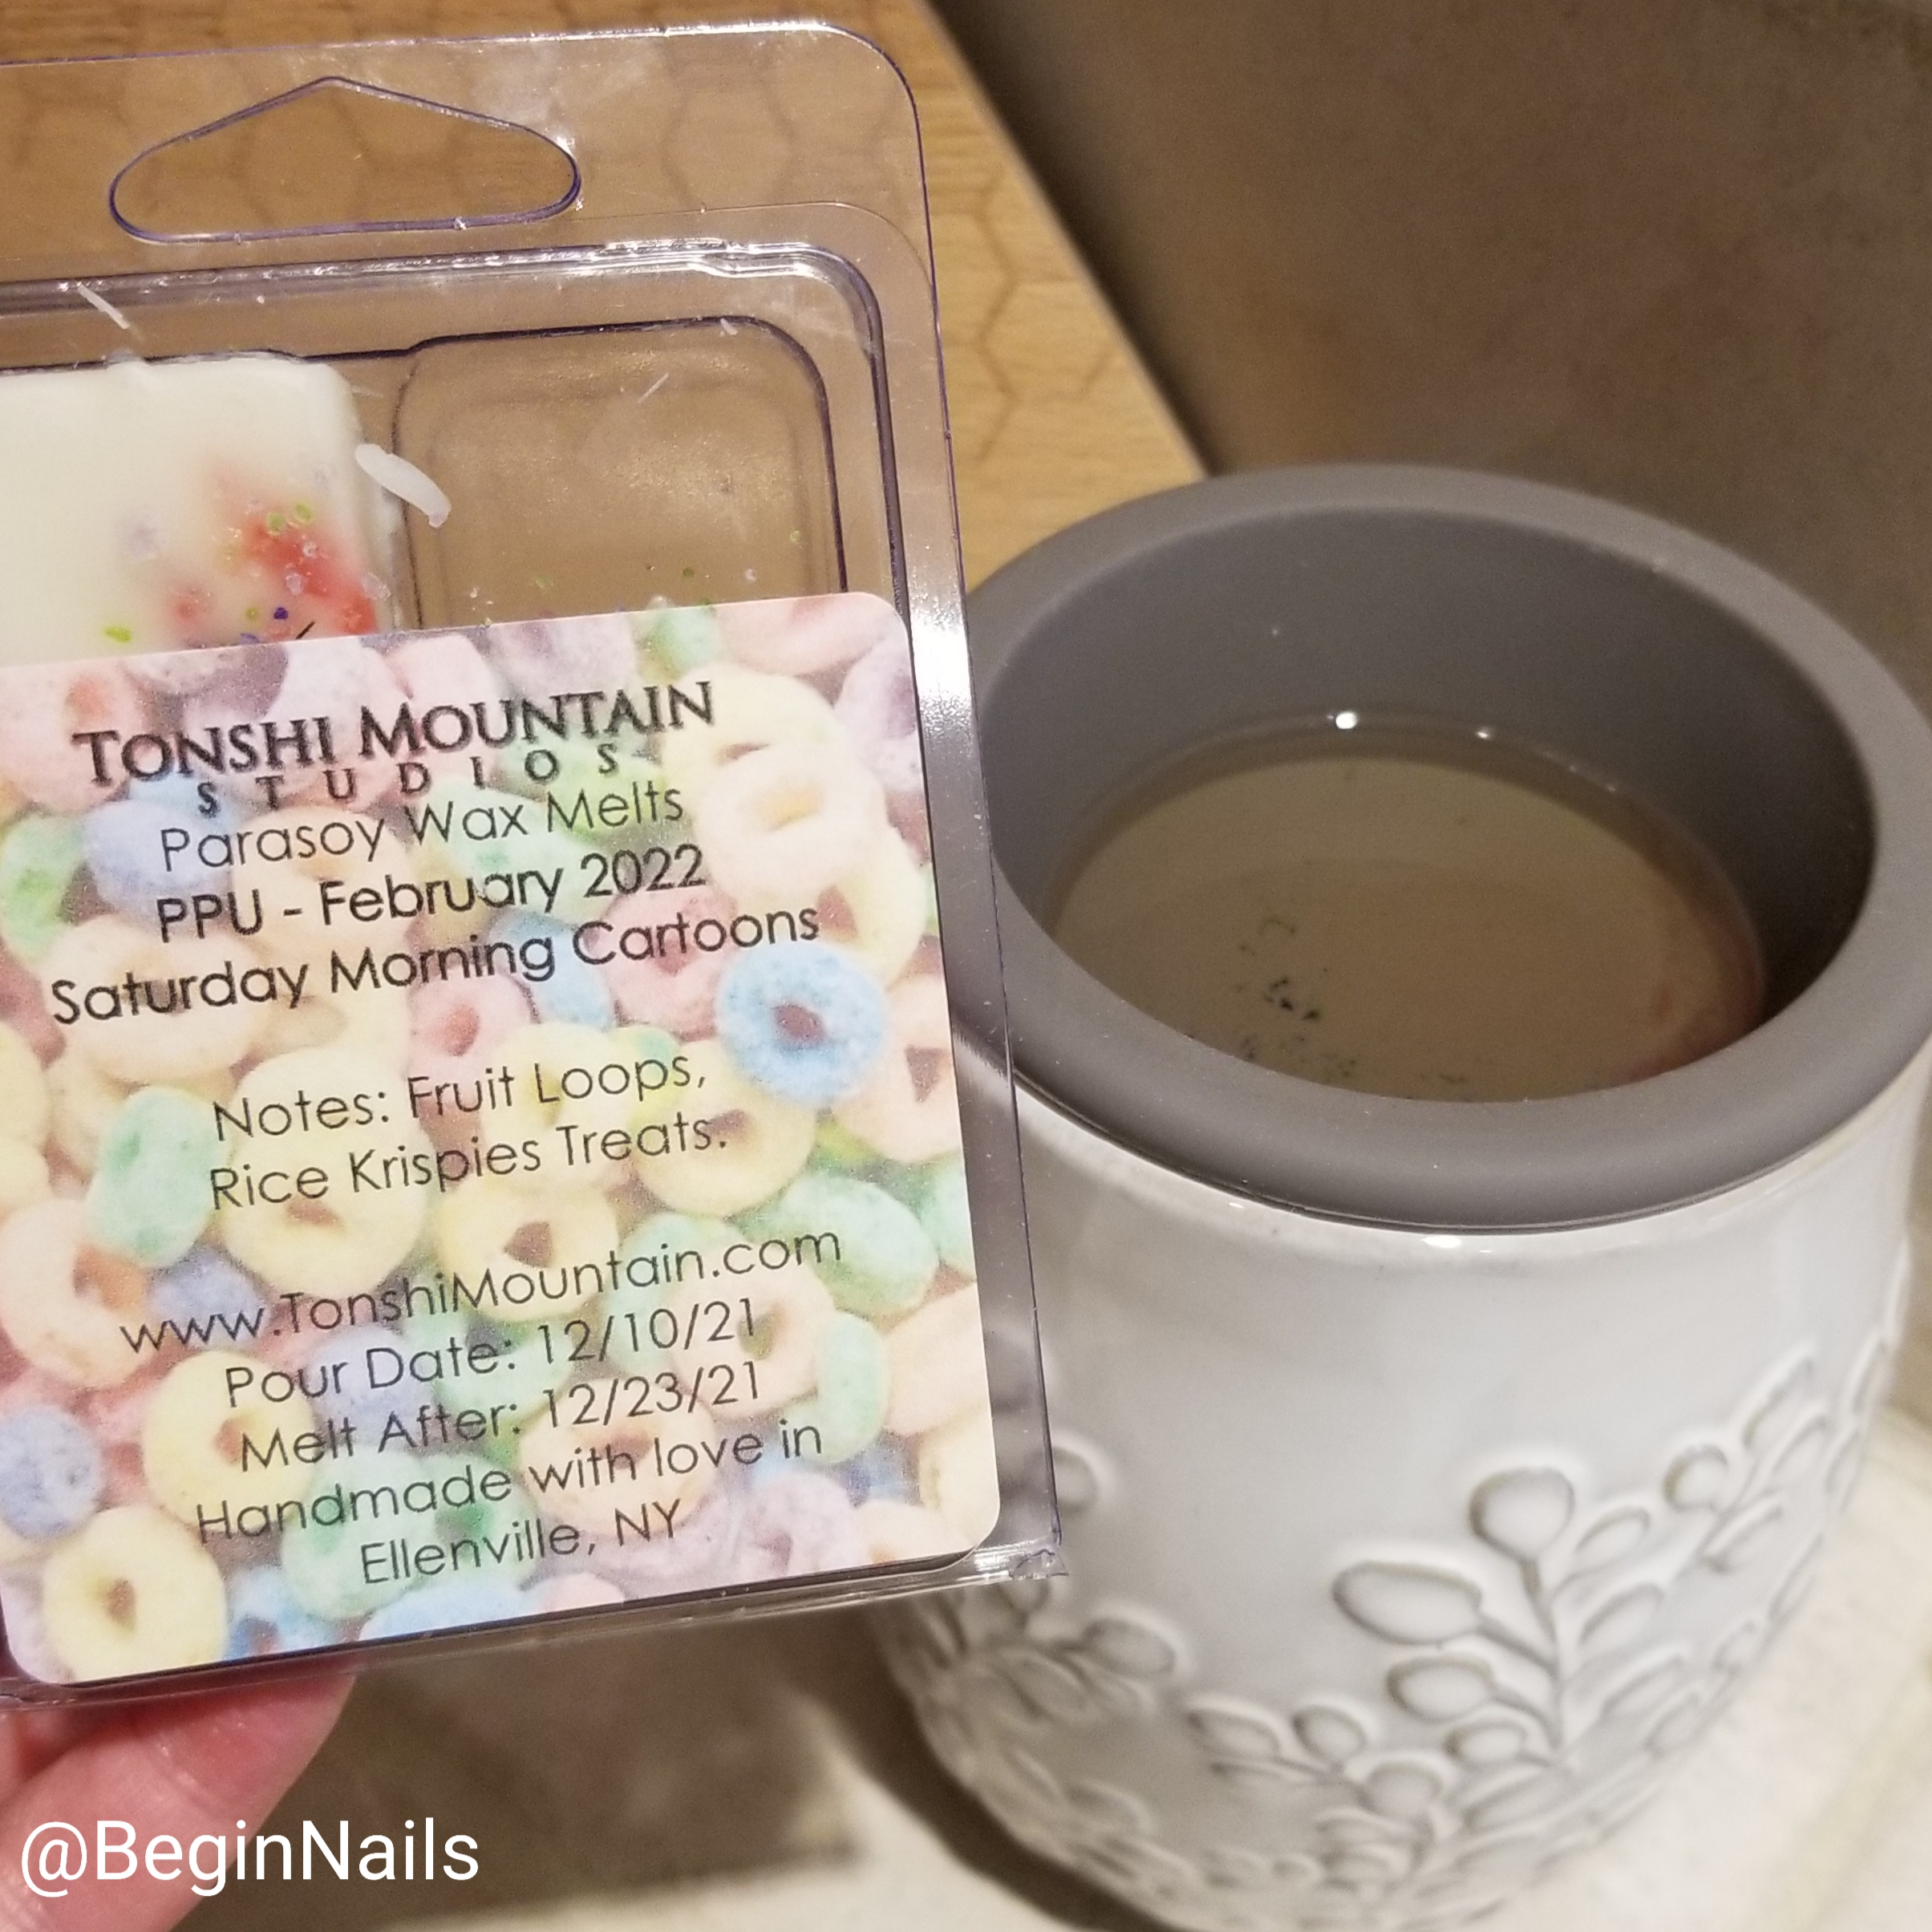 TONSHI MOUNTAIN
STUDIOS
Parasoy Wax Melts
PPU - February 2022
Saturday Morning Cartoons
Notes: Fruit Loops,
Rice Krispies Treats.
www.TonshiMountain.com
Pour Date: 12/10/21
Melt After: 12/23/21
Handmade with love in
Ellenville, NY
@BeginNails